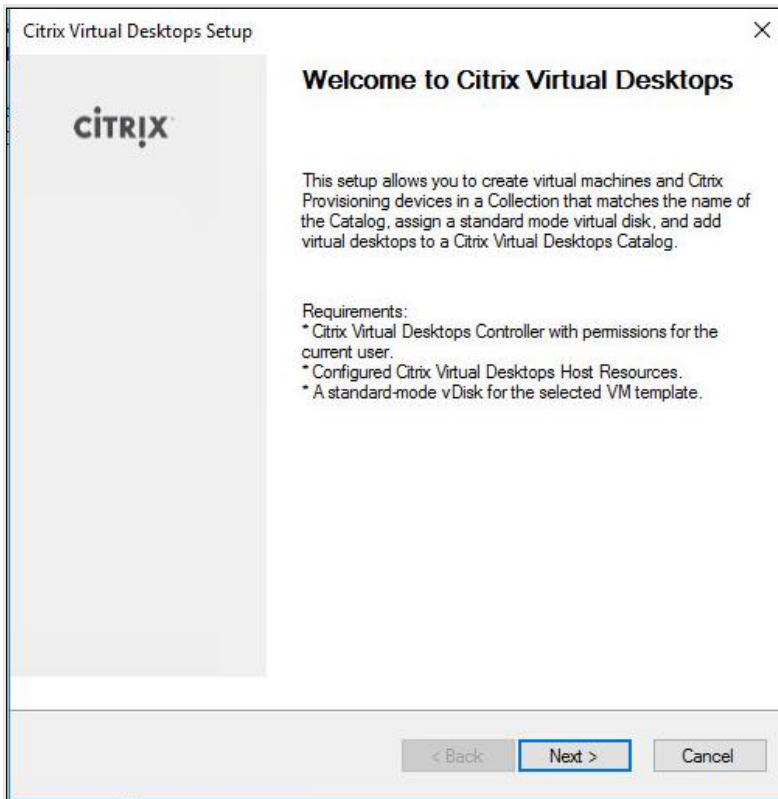 Citrix Virtual Desktops Setup
Welcome to Citrix Virtual Desktops
CITRIX
This setup allows you to create virtual machines and Citrix
Provisioning devices in a Collection that matches the name of
the Catalog, assign a standard mode virtual disk, and add
virtual desktops to a Citrix Virtual Desktops Catalog.
Requirements:
* Citrix Virtual Desktops Controller with permissions for the
current user.
* Configured Citrix Virtual Desktops Host Resources.
* A standard-mode vDisk for the selected VM template.
< Back
Next >
Cancel